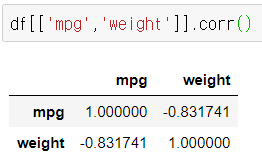 df[['mpg','weight']].corr()
mpg weight
mpg 1.000000 -0.831741
weight -0.831741 1.000000